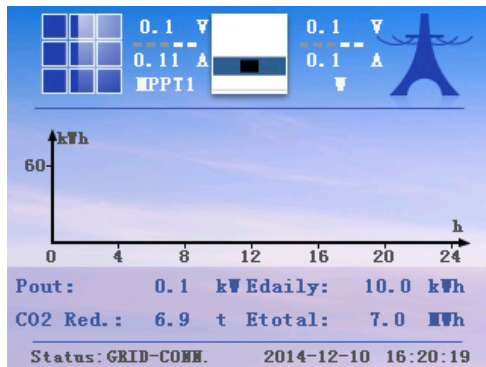 0.1 V 0.1 V
0.11 A 0.1 A
MPPT1 W
kWh
60
h
0 4 8 12 16 20 24
Pout: 0.1 kW Edaily: 10.0 kWh
CO2 Red.: 6.9 t Etotal: 7.0 MWh
Status:GRID-CONN. 2014-12-10 16:20:19